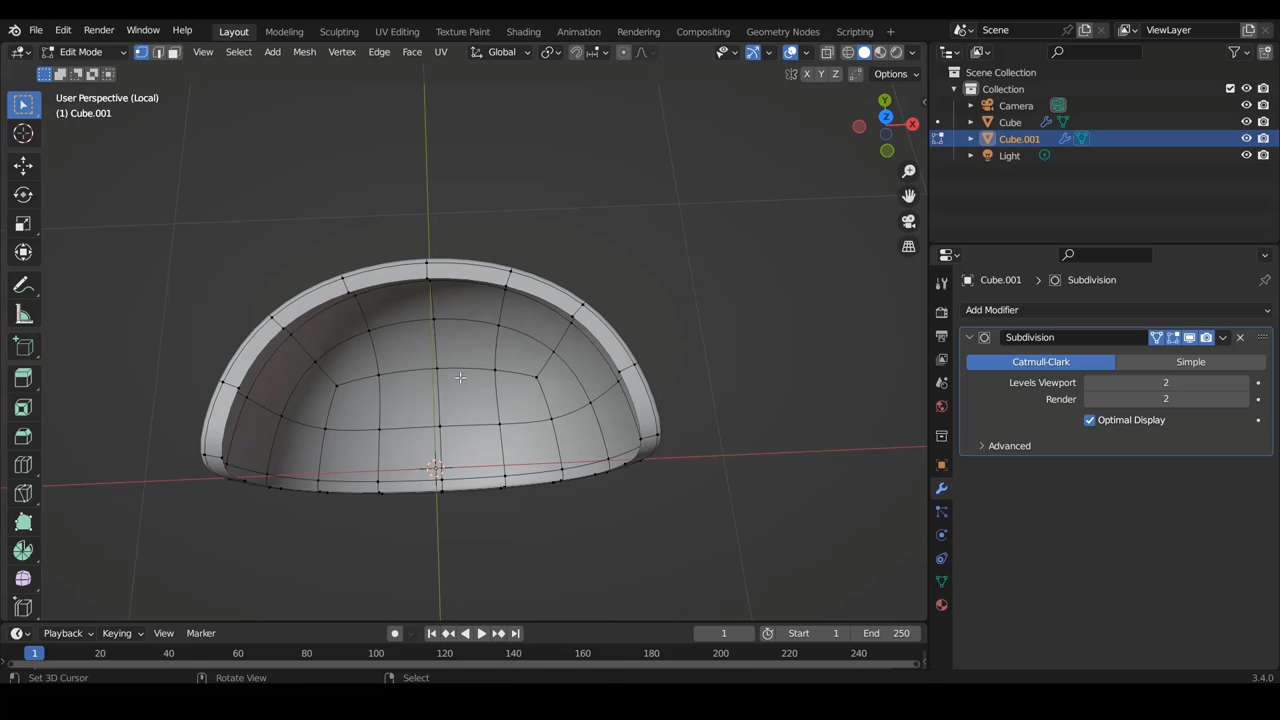 File Edit Render Window Help Layout Modeling Sculpting UV Editing Texture Paint Shading Animation Rendering Compositing Geometry Nodes Scripting + Scene ViewLayer
Edit Mode View Select Add Mesh Vertex Edge Face UV Global
X Y Z Options
User Perspective (Local)
(1) Cube.001
Y
Z X
Scene Collection
Collection
Camera
Cube
Cube.001
Light
Cube.001 > Subdivision
Add Modifier
Subdivision
Catmull-Clark Simple
Levels Viewport 2
Render 2
Optimal Display
Advanced
Playback Keying View Marker 1 Start 1 End 250
1 20 40 60 80 100 120 140 160 180 200 220 240
Set 3D Cursor Rotate View Select 3.4.0